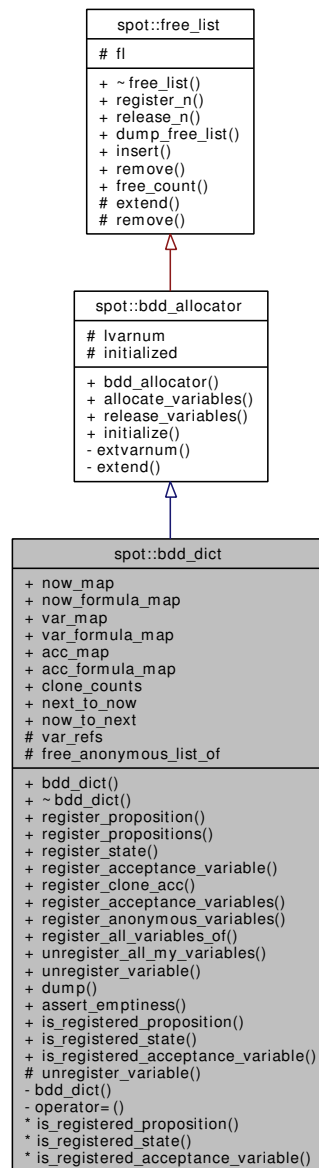 spot::free_list
# fl
+ ~free_list()
+ register_n()
+ release_n()
+ dump_free_list()
+ insert()
+ remove()
+ free_count()
# extend()
# remove()
spot::bdd_allocator
# lvarnum
# initialized
+ bdd_allocator()
+ allocate_variables()
+ release_variables()
+ initialize()
- extvarnum()
- extend()
spot::bdd_dict
+ now_map
+ now_formula_map
+ var_map
+ var_formula_map
+ acc_map
+ acc_formula_map
+ clone_counts
+ next_to_now
+ now_to_next
# var_refs
# free_anonymous_list_of
+ bdd_dict()
+ ~bdd_dict()
+ register_proposition()
+ register_propositions()
+ register_state()
+ register_acceptance_variable()
+ register_clone_acc()
+ register_acceptance_variables()
+ register_anonymous_variables()
+ register_all_variables_of()
+ unregister_all_my_variables()
+ unregister_variable()
+ dump()
+ assert_emptiness()
+ is_registered_proposition()
+ is_registered_state()
+ is_registered_acceptance_variable()
# unregister_variable()
- bdd_dict()
- operator=()
* is_registered_proposition()
* is_registered_state()
* is_registered_acceptance_variable()